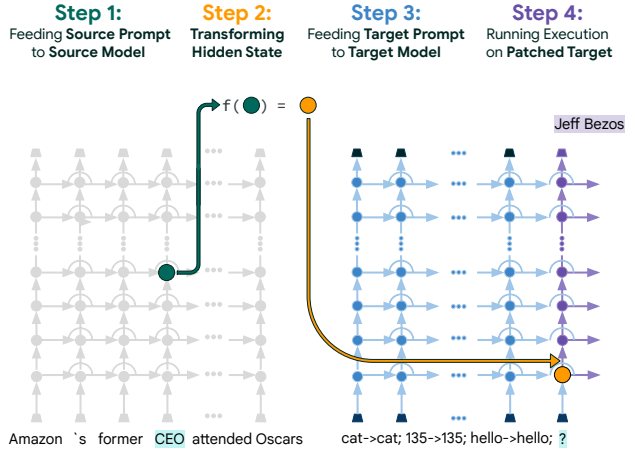 Step 1:
Feeding Source Prompt
to Source Model
Step 2:
Transforming
Hidden State
Step 3:
Feeding Target Prompt
to Target Model
Step 4:
Running Execution
on Patched Target
f( ) =
Jeff Bezos
Amazon `s former CEO attended Oscars
cat->cat; 135->135; hello->hello; ?